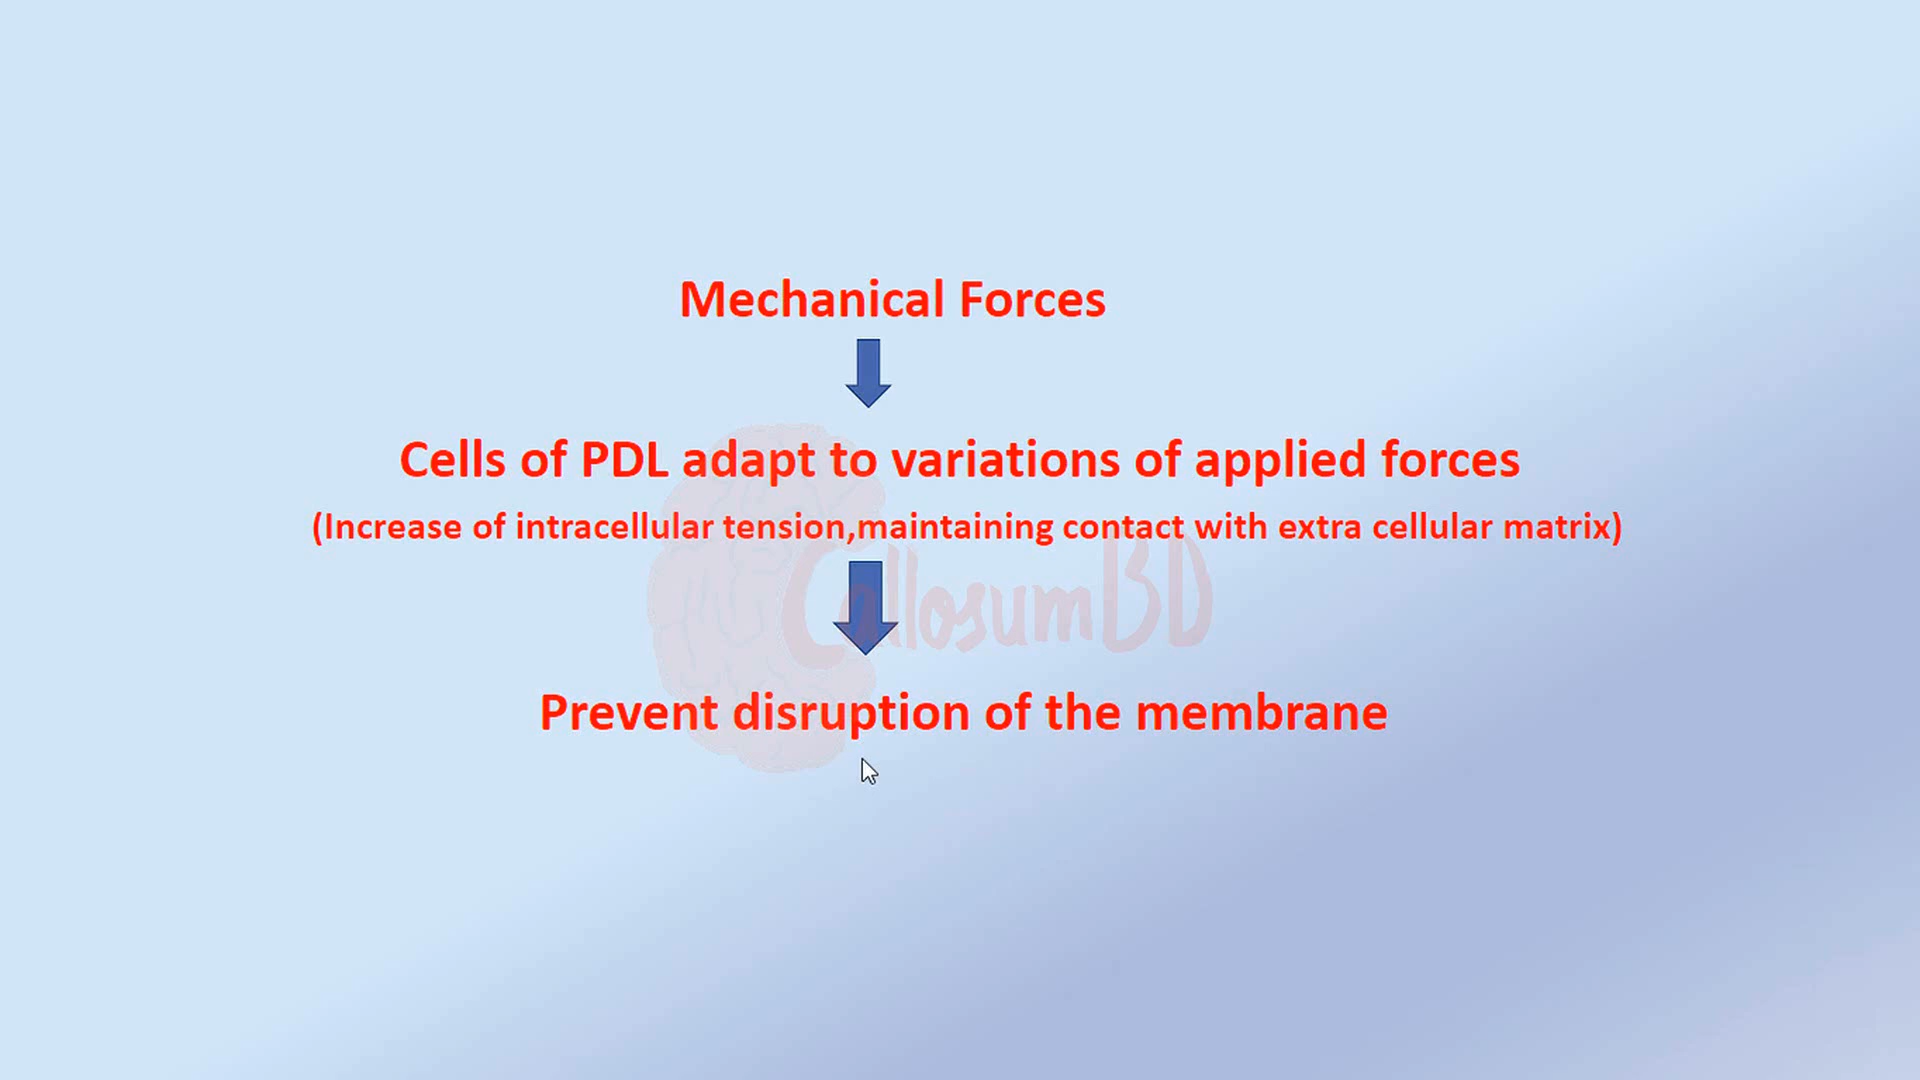 Mechanical Forces
Cells of PDL adapt to variations of applied forces
(Increase of intracellular tension,maintaining contact with extra cellular matrix)
CallosumBD
Prevent disruption of the membrane